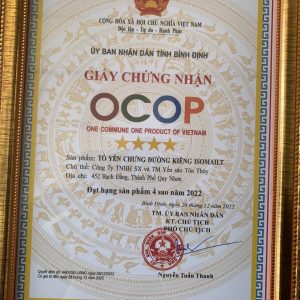 CỘNG HÒA XÃ HỘI CHỦ NGHĨA VIỆT NAM
Độc lập - Tự do - Hạnh Phúc
ỦY BAN NHÂN DÂN TỈNH BÌNH ĐỊNH
GIẤY CHỨNG NHẬN
OCOP
ONE COMMUNE ONE PRODUCT OF VIETNAM
Sản phẩm: TỔ YẾN CHƯNG ĐƯỜNG KIÊNG ISOMAILT
Chủ thể: Công Ty TNHH SX và TM Yến sào Tôn Thủy
Địa chỉ: 452 Bạch Đằng, Thành Phố Quy Nhơn.
Đạt hạng sản phẩm 4 sao năm 2022
Bình Định, ngày 28 tháng 12 năm 2022
TM. ỦY BAN NHÂN DÂN
KT. CHỦ TỊCH
PHÓ CHỦ TỊCH
Nguyễn Tuấn Thanh